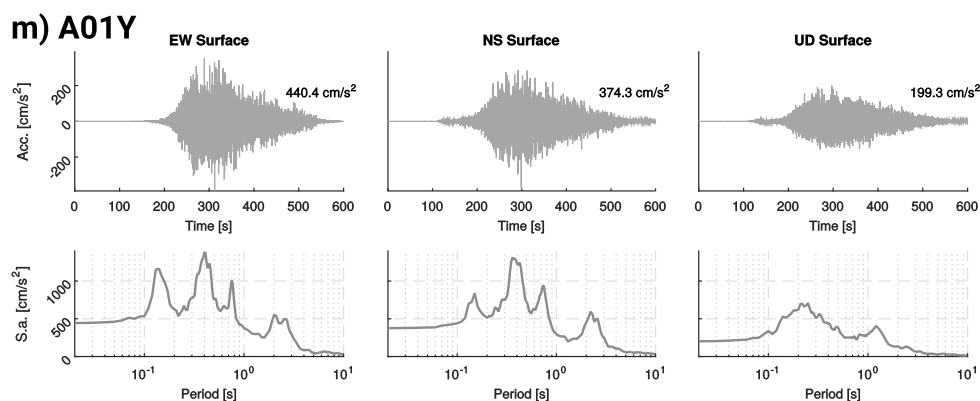 m) A01Y
EW Surface
NS Surface
UD Surface
Acc. [cm/s²]
200
0
-200
440.4 cm/s²
374.3 cm/s²
199.3 cm/s²
0 100 200 300 400 500 600
0 100 200 300 400 500 600
0 100 200 300 400 500 600
Time [s]
Time [s]
Time [s]
S.a. [cm/s²]
1000
500
0
10⁻¹ 10⁰ 10¹
10⁻¹ 10⁰ 10¹
10⁻¹ 10⁰ 10¹
Period [s]
Period [s]
Period [s]